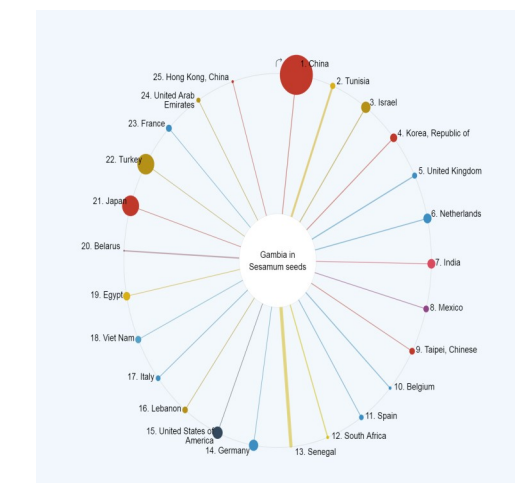 1. China
2. Tunisia
3. Israel
4. Korea, Republic of
5. United Kingdom
6. Netherlands
7. India
8. Mexico
9. Taipei, Chinese
10. Belgium
11. Spain
12. South Africa
13. Senegal
14. Germany
15. United States of
America
16. Lebanon
17. Italy
18. Viet Nam
19. Egypt
20. Belarus
21. Japan
22. Turkey
23. France
24. United Arab
Emirates
25. Hong Kong, China
Gambia in
Sesamum seeds